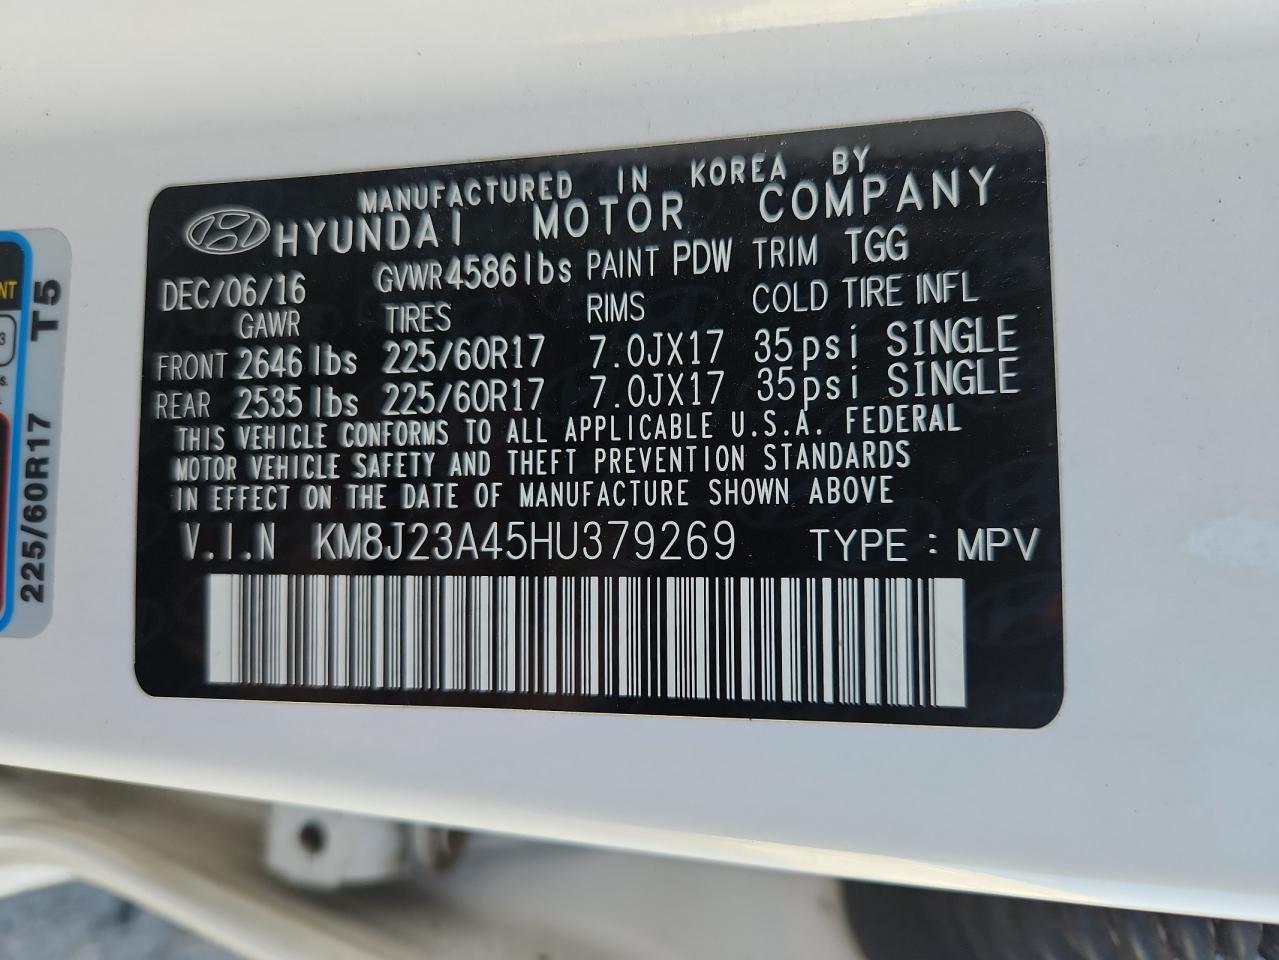 MANUFACTURED IN KOREA BY
HYUNDAI MOTOR COMPANY
DEC/06/16 GVWR 4586lbs PAINT PDW TRIM TGG
GAWR TIRES RIMS COLD TIRE INFL
FRONT 2646 lbs 225/60R17 7.0JX17 35psi SINGLE
REAR 2535 lbs 225/60R17 7.0JX17 35psi SINGLE
THIS VEHICLE CONFORMS TO ALL APPLICABLE U.S.A. FEDERAL
MOTOR VEHICLE SAFETY AND THEFT PREVENTION STANDARDS
IN EFFECT ON THE DATE OF MANUFACTURE SHOWN ABOVE
V.I.N KM8J23A45HU379269 TYPE : MPV
225/60R17 T5
NT
3
s.